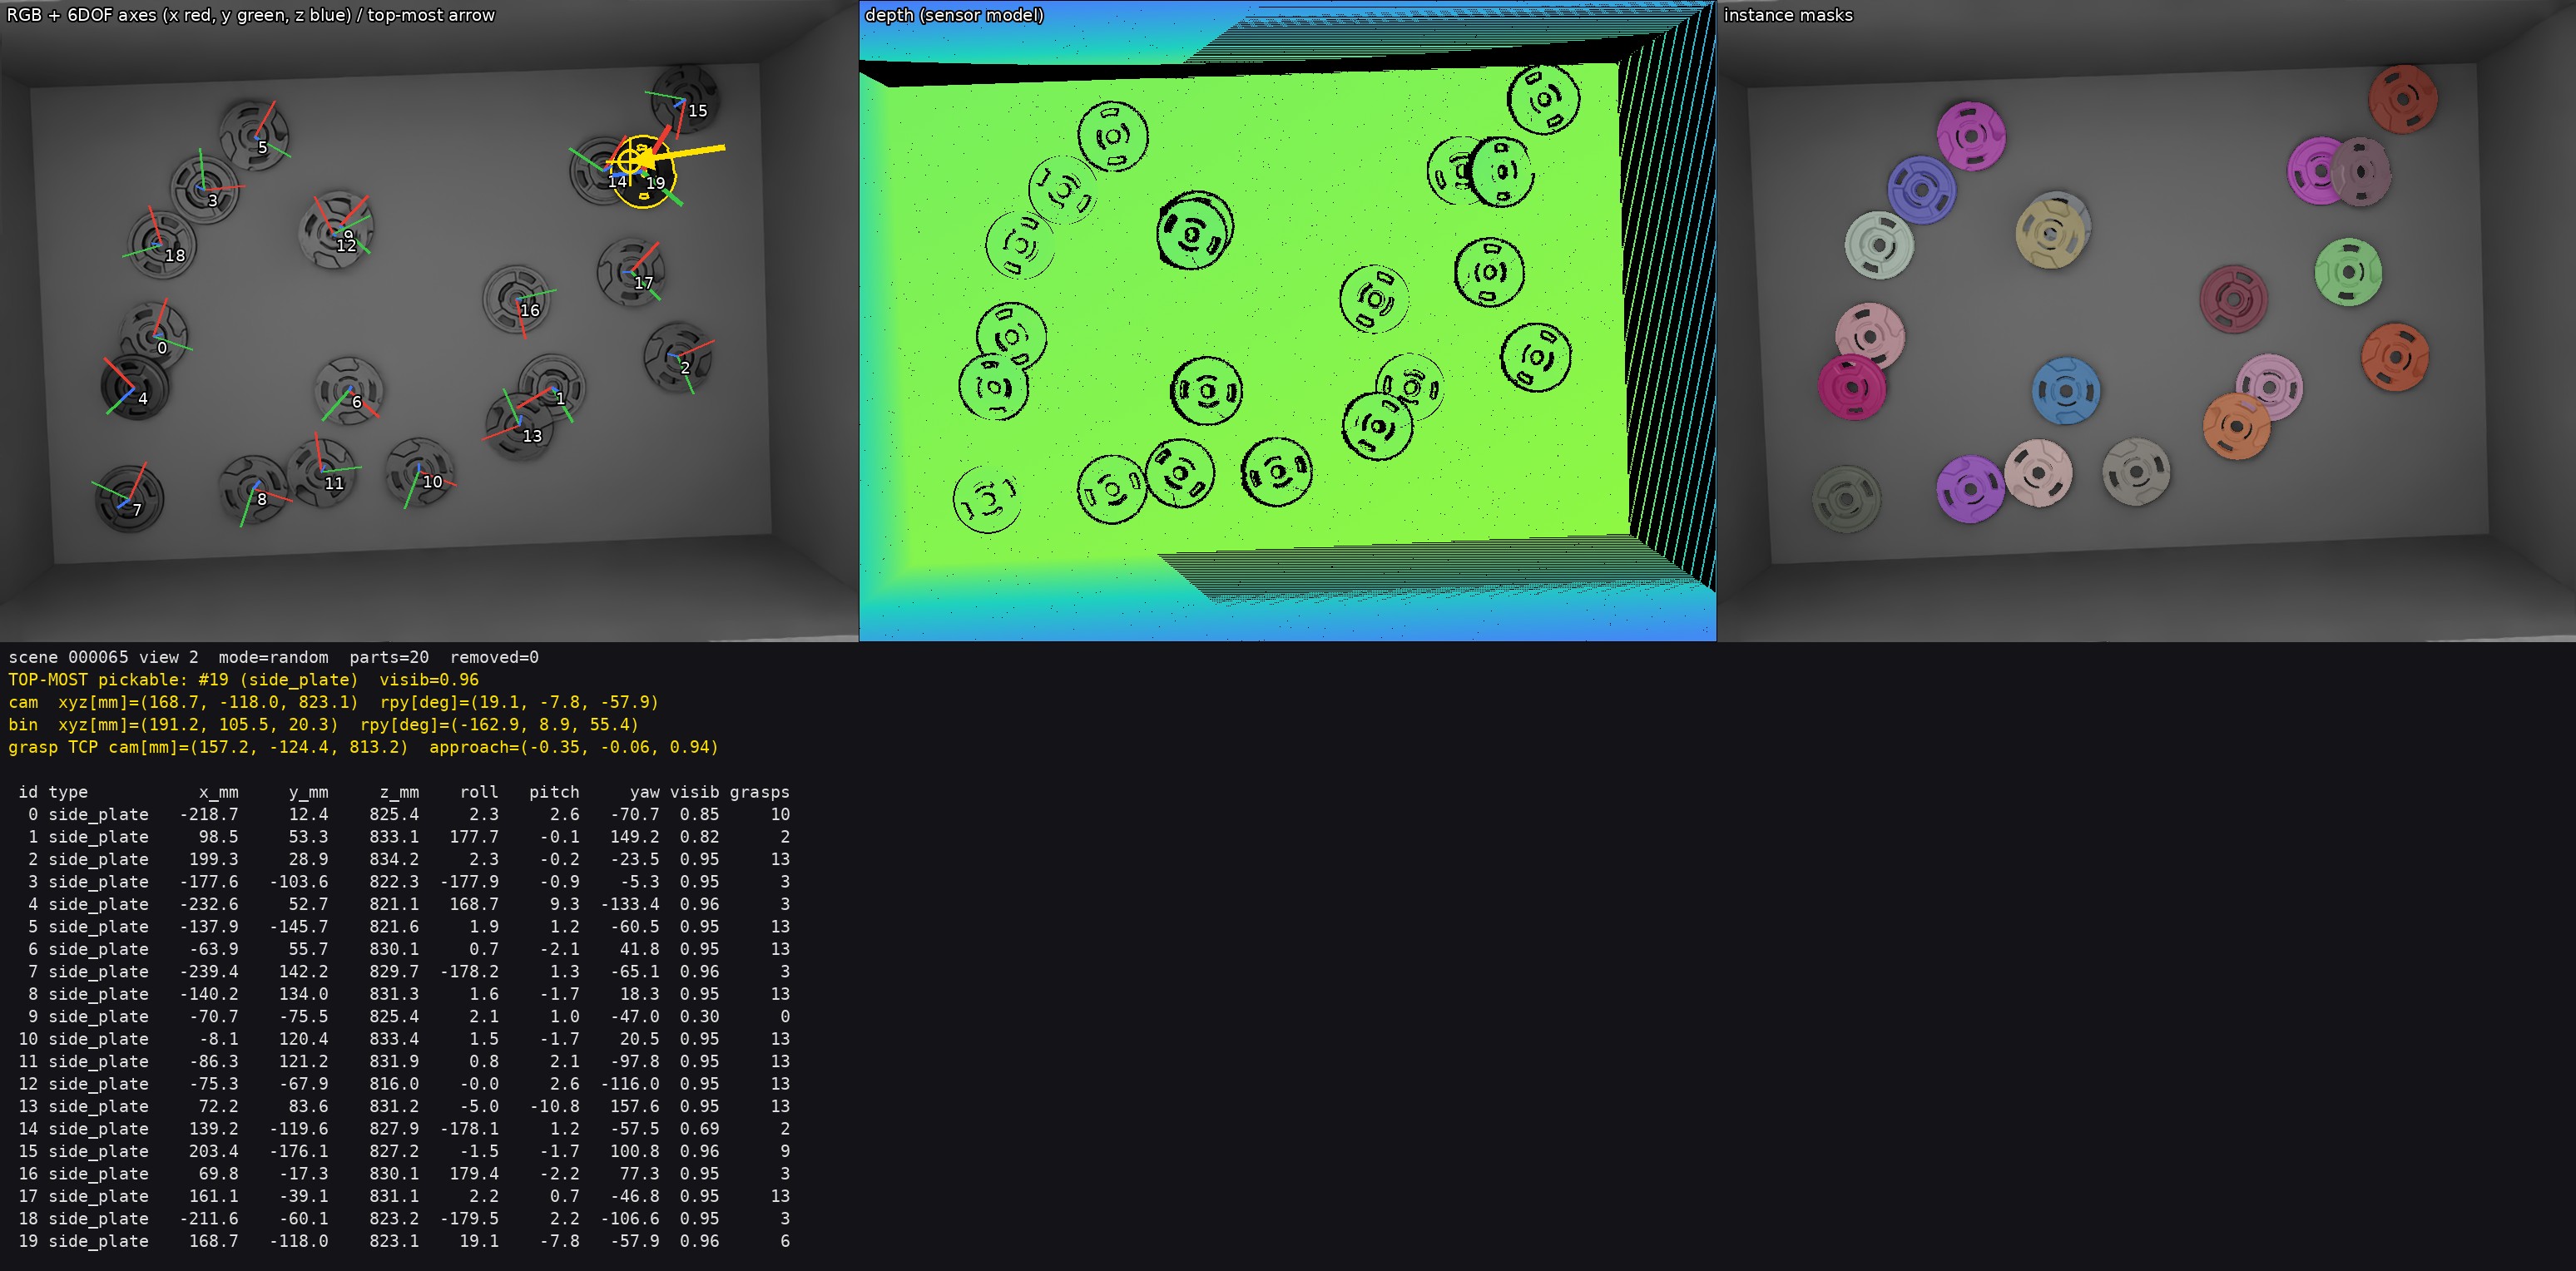 RGB + 6DOF axes (x red, y green, z blue) / top-most arrow
depth (sensor model)
instance masks
15
5
14
19
3
9
12
18
17
16
0
2
4
6
1
13
10
11
8
7
scene 000065 view 2  mode=random  parts=20  removed=0
TOP-MOST pickable: #19 (side_plate)  visib=0.96
cam  xyz[mm]=(168.7, -118.0, 823.1)  rpy[deg]=(19.1, -7.8, -57.9)
bin  xyz[mm]=(191.2, 105.5, 20.3)  rpy[deg]=(-162.9, 8.9, 55.4)
grasp TCP cam[mm]=(157.2, -124.4, 813.2)  approach=(-0.35, -0.06, 0.94)
id type x_mm y_mm z_mm roll pitch yaw visib grasps
0 side_plate -218.7 12.4 825.4 2.3 2.6 -70.7 0.85 10
1 side_plate 98.5 53.3 833.1 177.7 -0.1 149.2 0.82 2
2 side_plate 199.3 28.9 834.2 2.3 -0.2 -23.5 0.95 13
3 side_plate -177.6 -103.6 822.3 -177.9 -0.9 -5.3 0.95 3
4 side_plate -232.6 52.7 821.1 168.7 9.3 -133.4 0.96 3
5 side_plate -137.9 -145.7 821.6 1.9 1.2 -60.5 0.95 13
6 side_plate -63.9 55.7 830.1 0.7 -2.1 41.8 0.95 13
7 side_plate -239.4 142.2 829.7 -178.2 1.3 -65.1 0.96 3
8 side_plate -140.2 134.0 831.3 1.6 -1.7 18.3 0.95 13
9 side_plate -70.7 -75.5 825.4 2.1 1.0 -47.0 0.30 0
10 side_plate -8.1 120.4 833.4 1.5 -1.7 20.5 0.95 13
11 side_plate -86.3 121.2 831.9 0.8 2.1 -97.8 0.95 13
12 side_plate -75.3 -67.9 816.0 -0.0 2.6 -116.0 0.95 13
13 side_plate 72.2 83.6 831.2 -5.0 -10.8 157.6 0.95 13
14 side_plate 139.2 -119.6 827.9 -178.1 1.2 -57.5 0.69 2
15 side_plate 203.4 -176.1 827.2 -1.5 -1.7 100.8 0.96 9
16 side_plate 69.8 -17.3 830.1 179.4 -2.2 77.3 0.95 3
17 side_plate 161.1 -39.1 831.1 2.2 0.7 -46.8 0.95 13
18 side_plate -211.6 -60.1 823.2 -179.5 2.2 -106.6 0.95 3
19 side_plate 168.7 -118.0 823.1 19.1 -7.8 -57.9 0.96 6